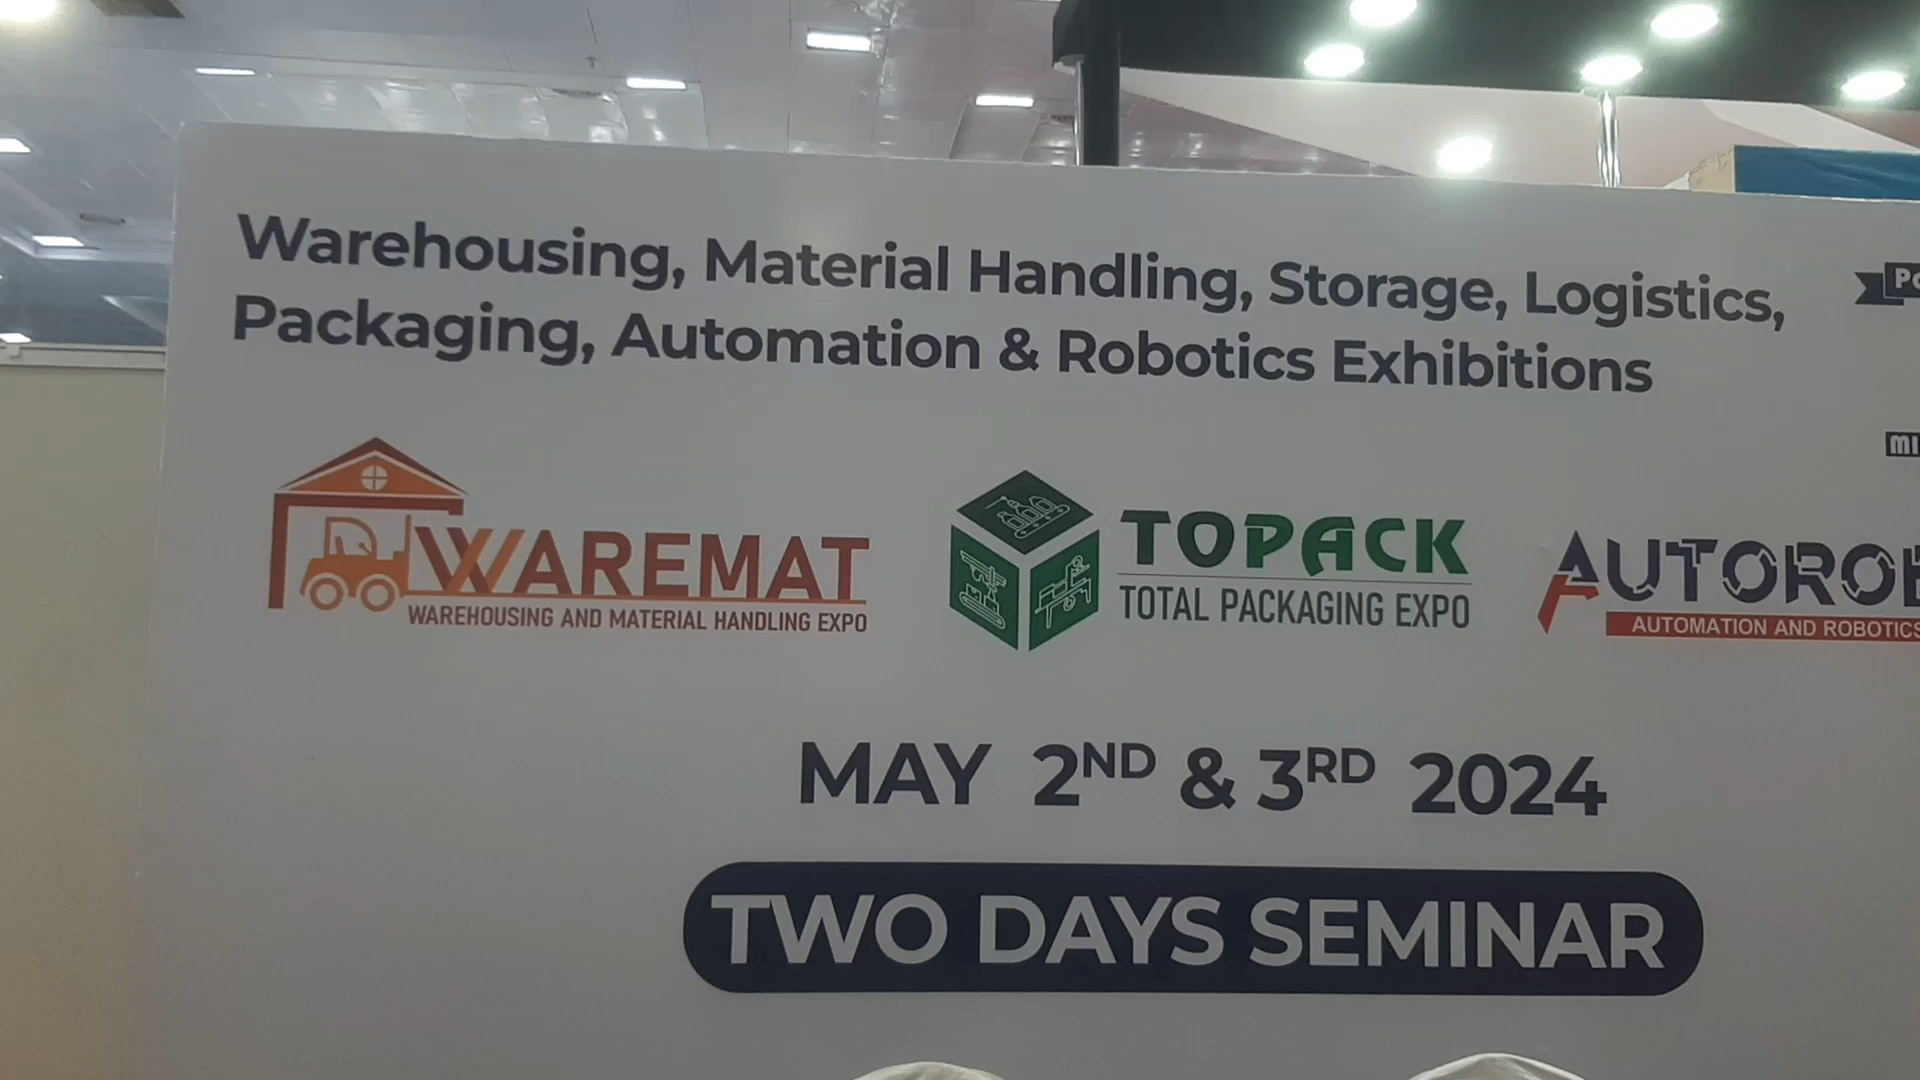 Warehousing, Material Handling, Storage, Logistics,
Packaging, Automation & Robotics Exhibitions
WAREMAT
WAREHOUSING AND MATERIAL HANDLING EXPO
TOPACK
TOTAL PACKAGING EXPO
AUTOROB
AUTOMATION AND ROBOTICS
MAY 2ND & 3RD 2024
TWO DAYS SEMINAR